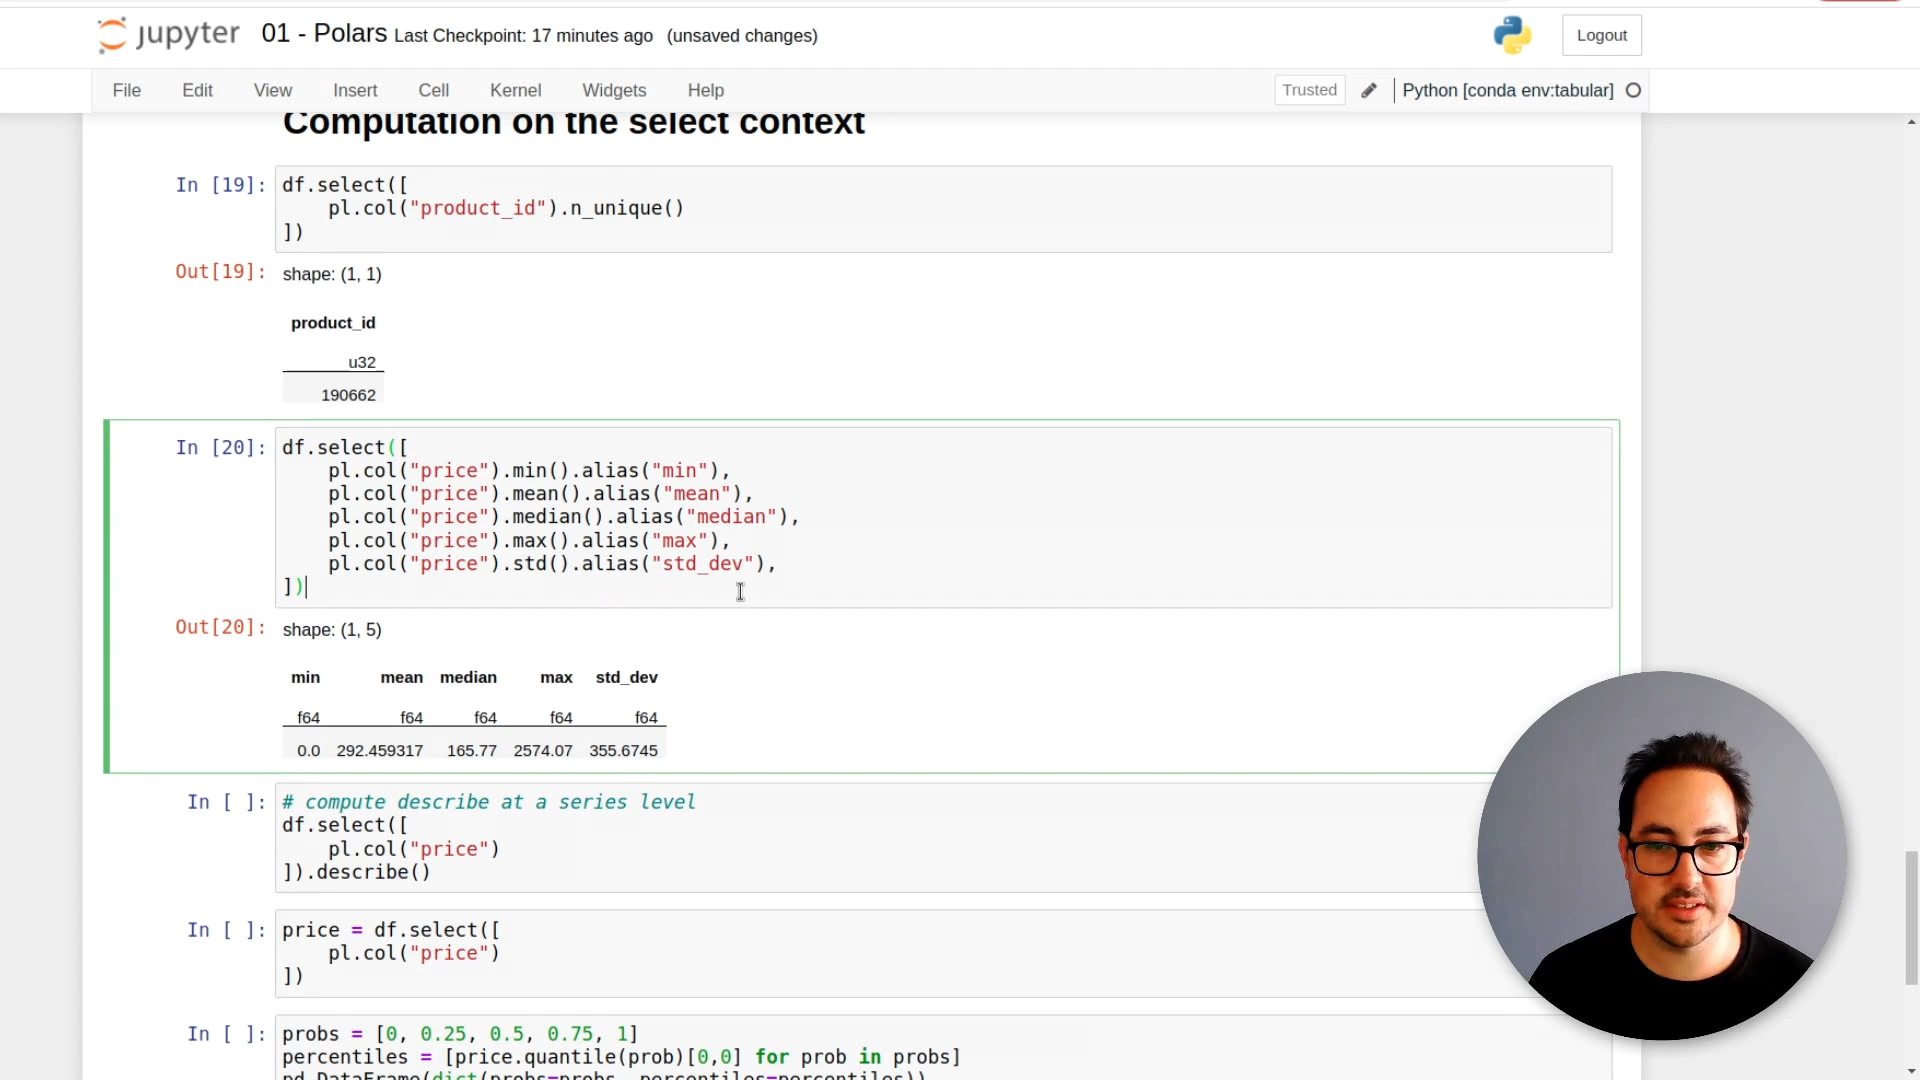 jupyter 01 - Polars Last Checkpoint: 17 minutes ago (unsaved changes) Logout
File Edit View Insert Cell Kernel Widgets Help Trusted Python [conda env:tabular]
Computation on the select context
In [19]: df.select([
pl.col("product_id").n_unique()
])
Out[19]: shape: (1, 1)
product_id
u32
190662
In [20]: df.select([
pl.col("price").min().alias("min"),
pl.col("price").mean().alias("mean"),
pl.col("price").median().alias("median"),
pl.col("price").max().alias("max"),
pl.col("price").std().alias("std_dev"),
])
Out[20]: shape: (1, 5)
min mean median max std_dev
f64 f64 f64 f64 f64
0.0 292.459317 165.77 2574.07 355.6745
In [ ]: # compute describe at a series level
df.select([
pl.col("price")
]).describe()
In [ ]: price = df.select([
pl.col("price")
])
In [ ]: probs = [0, 0.25, 0.5, 0.75, 1]
percentiles = [price.quantile(prob)[0,0] for prob in probs]
pd.DataFrame(dict(probs=probs, percentiles=percentiles))